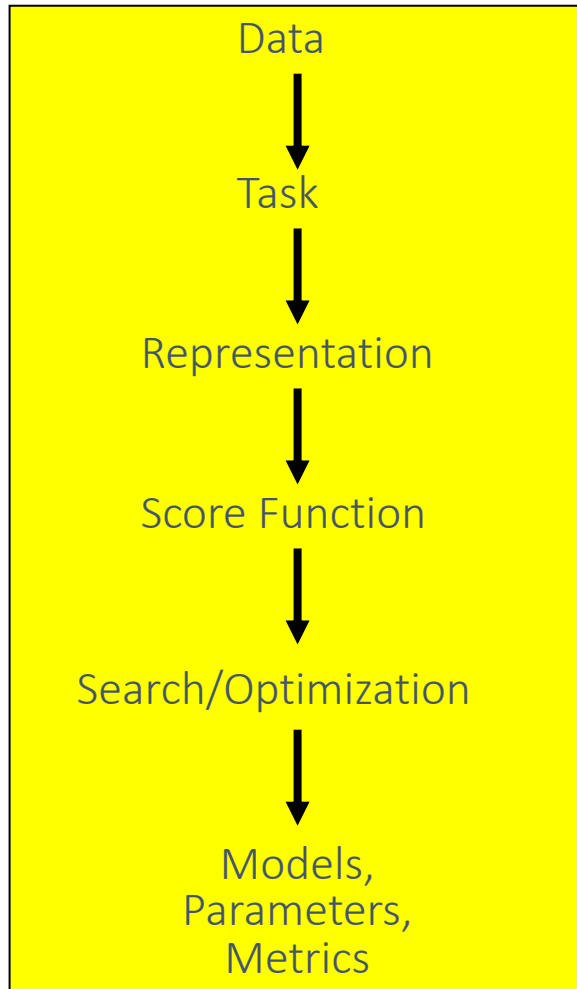 Data
Task
Representation
Score Function
Search/Optimization
Models,
Parameters,
Metrics